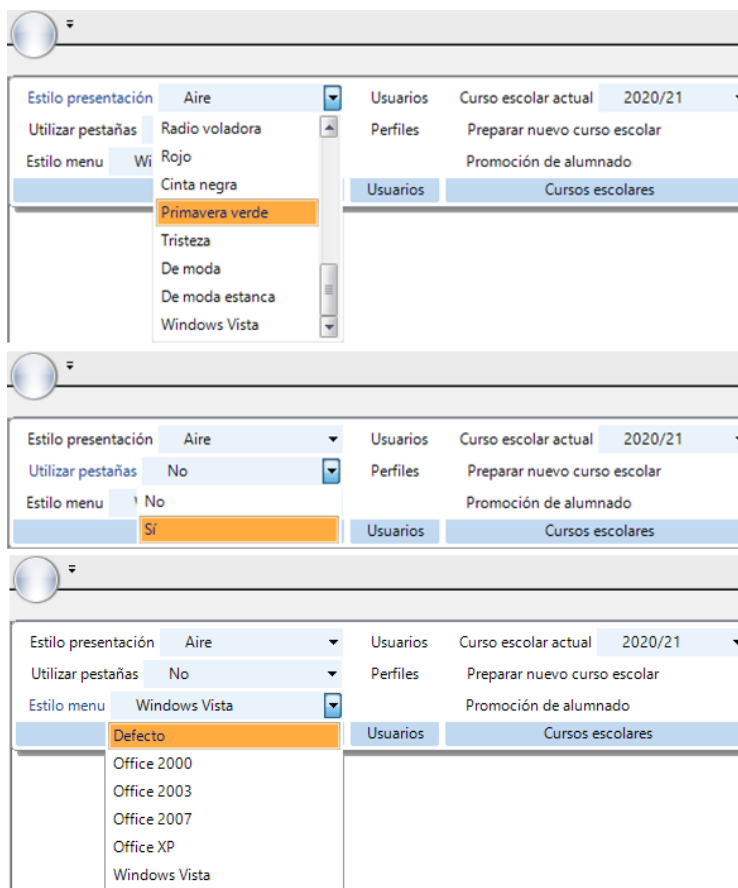 Estilo presentación Aire Usuarios Curso escolar actual 2020/21
Utilizar pestañas Radio voladora Perfiles Preparar nuevo curso escolar
Estilo menu Wi Rojo Promoción de alumnado
Cinta negra Usuarios Cursos escolares
Primavera verde
Tristeza
De moda
De moda estanca
Windows Vista
Estilo presentación Aire Usuarios Curso escolar actual 2020/21
Utilizar pestañas No Perfiles Preparar nuevo curso escolar
Estilo menu No Promoción de alumnado
Sí Usuarios Cursos escolares
Estilo presentación Aire Usuarios Curso escolar actual 2020/21
Utilizar pestañas No Perfiles Preparar nuevo curso escolar
Estilo menu Windows Vista Promoción de alumnado
Defecto Usuarios Cursos escolares
Office 2000
Office 2003
Office 2007
Office XP
Windows Vista